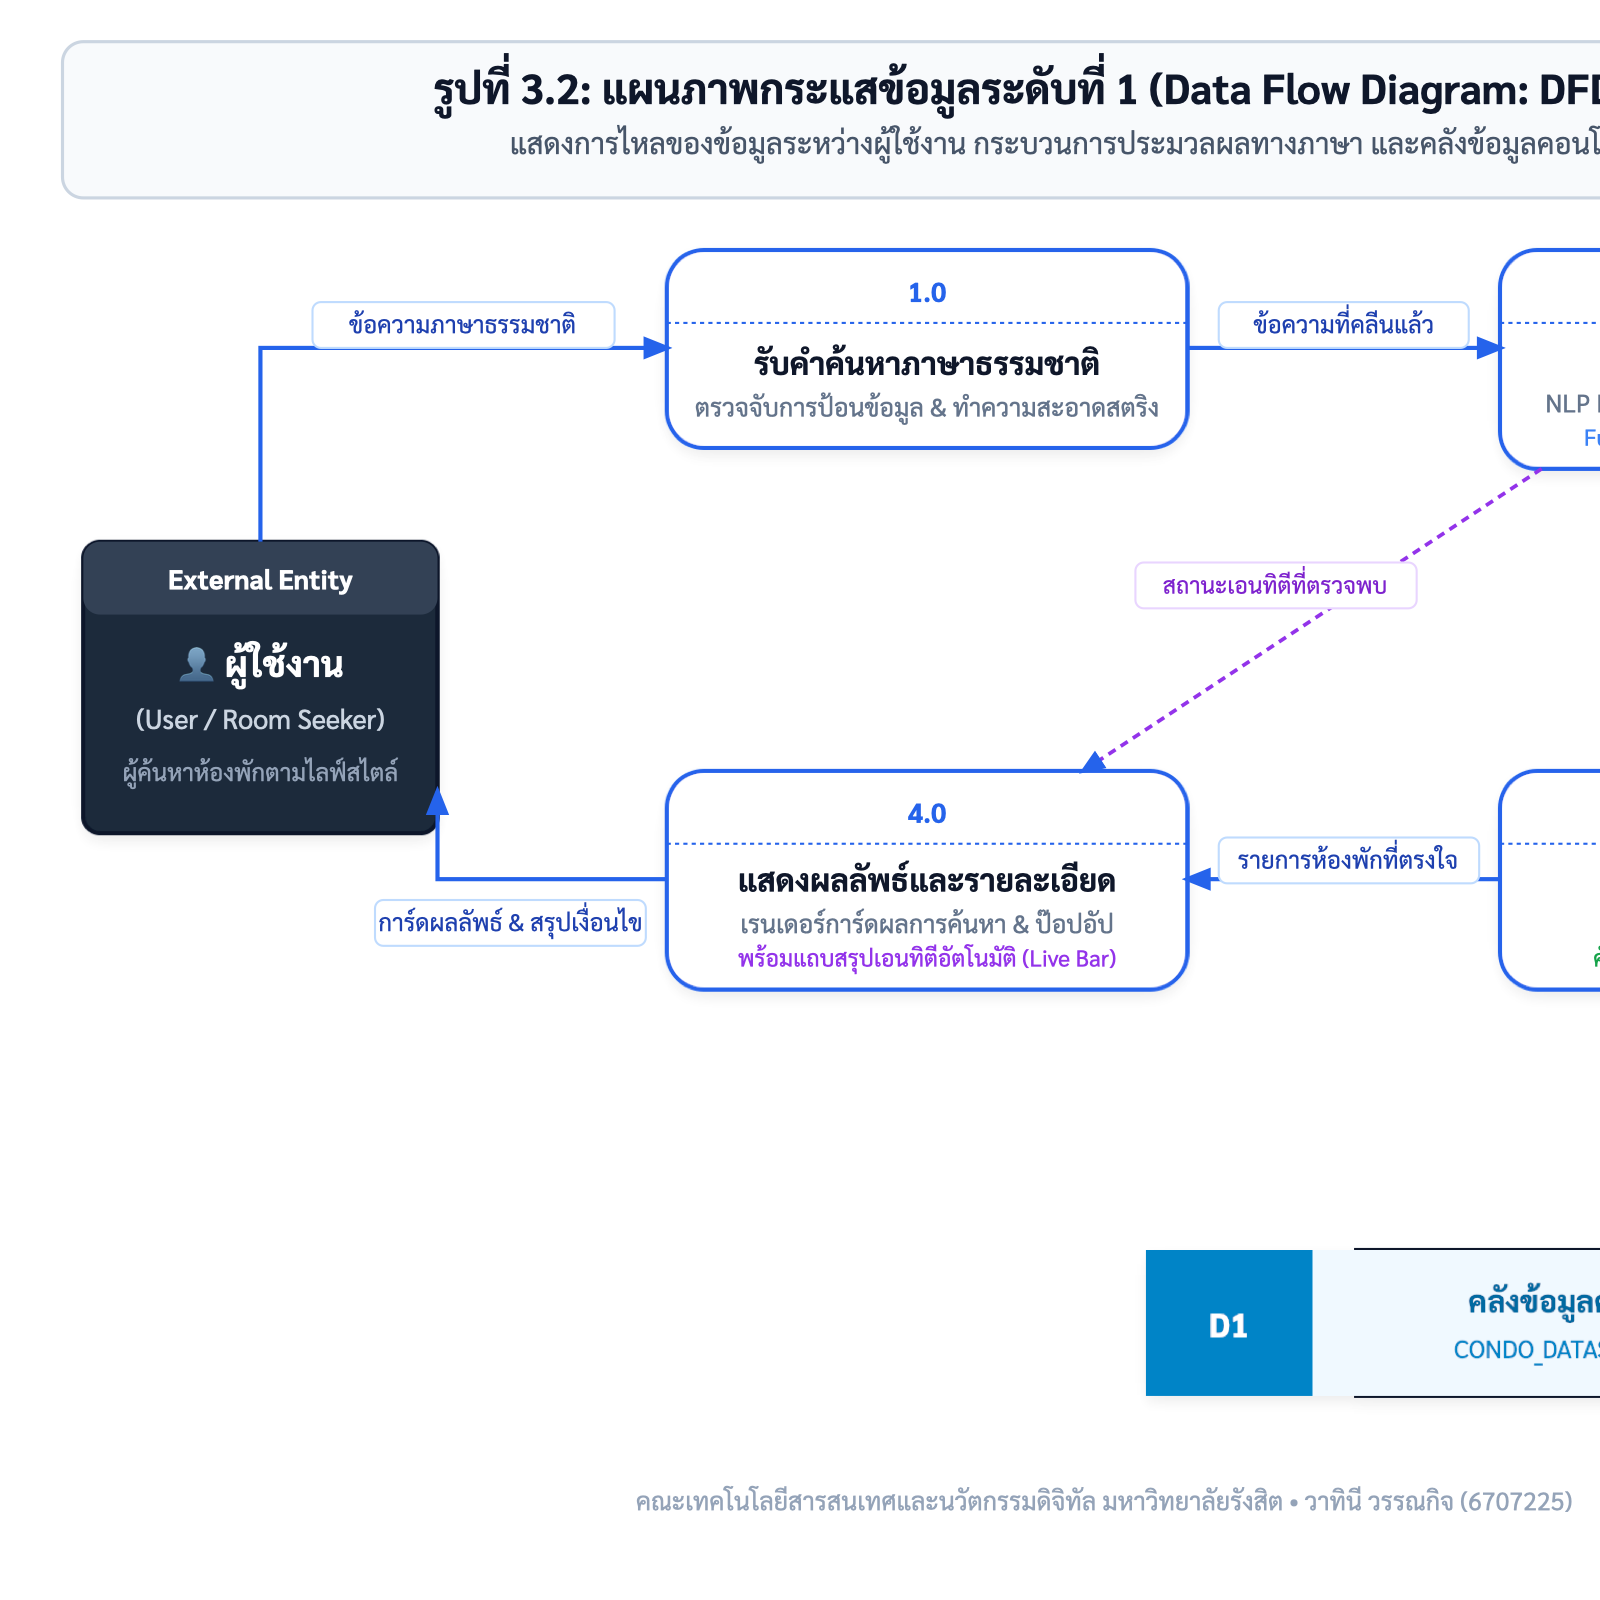 รูปที่ 3.2: แผนภาพกระแสข้อมูลระดับที่ 1 (Data Flow Diagram: DFD
แสดงการไหลของข้อมูลระหว่างผู้ใช้งาน กระบวนการประมวลผลทางภาษา และคลังข้อมูลคอนโ
1.0
ข้อความภาษาธรรมชาติ
ข้อความที่คลีนแล้ว
รับคำค้นหาภาษาธรรมชาติ
ตรวจจับการป้อนข้อมูล & ทำความสะอาดสตริง
NLP
Fu
External Entity
สถานะเอนทิตีที่ตรวจพบ
👤 ผู้ใช้งาน
(User / Room Seeker)
ผู้ค้นหาห้องพักตามไลฟ์สไตล์
4.0
รายการห้องพักที่ตรงใจ
แสดงผลลัพธ์และรายละเอียด
การ์ดผลลัพธ์ & สรุปเงื่อนไข
เรนเดอร์การ์ดผลการค้นหา & ป๊อปอัป
พร้อมแถบสรุปเอนทิตีอัตโนมัติ (Live Bar)
D1
คลังข้อมูล
CONDO_DATAS
คณะเทคโนโลยีสารสนเทศและนวัตกรรมดิจิทัล มหาวิทยาลัยรังสิต • วาทินี วรรณกิจ (6707225)